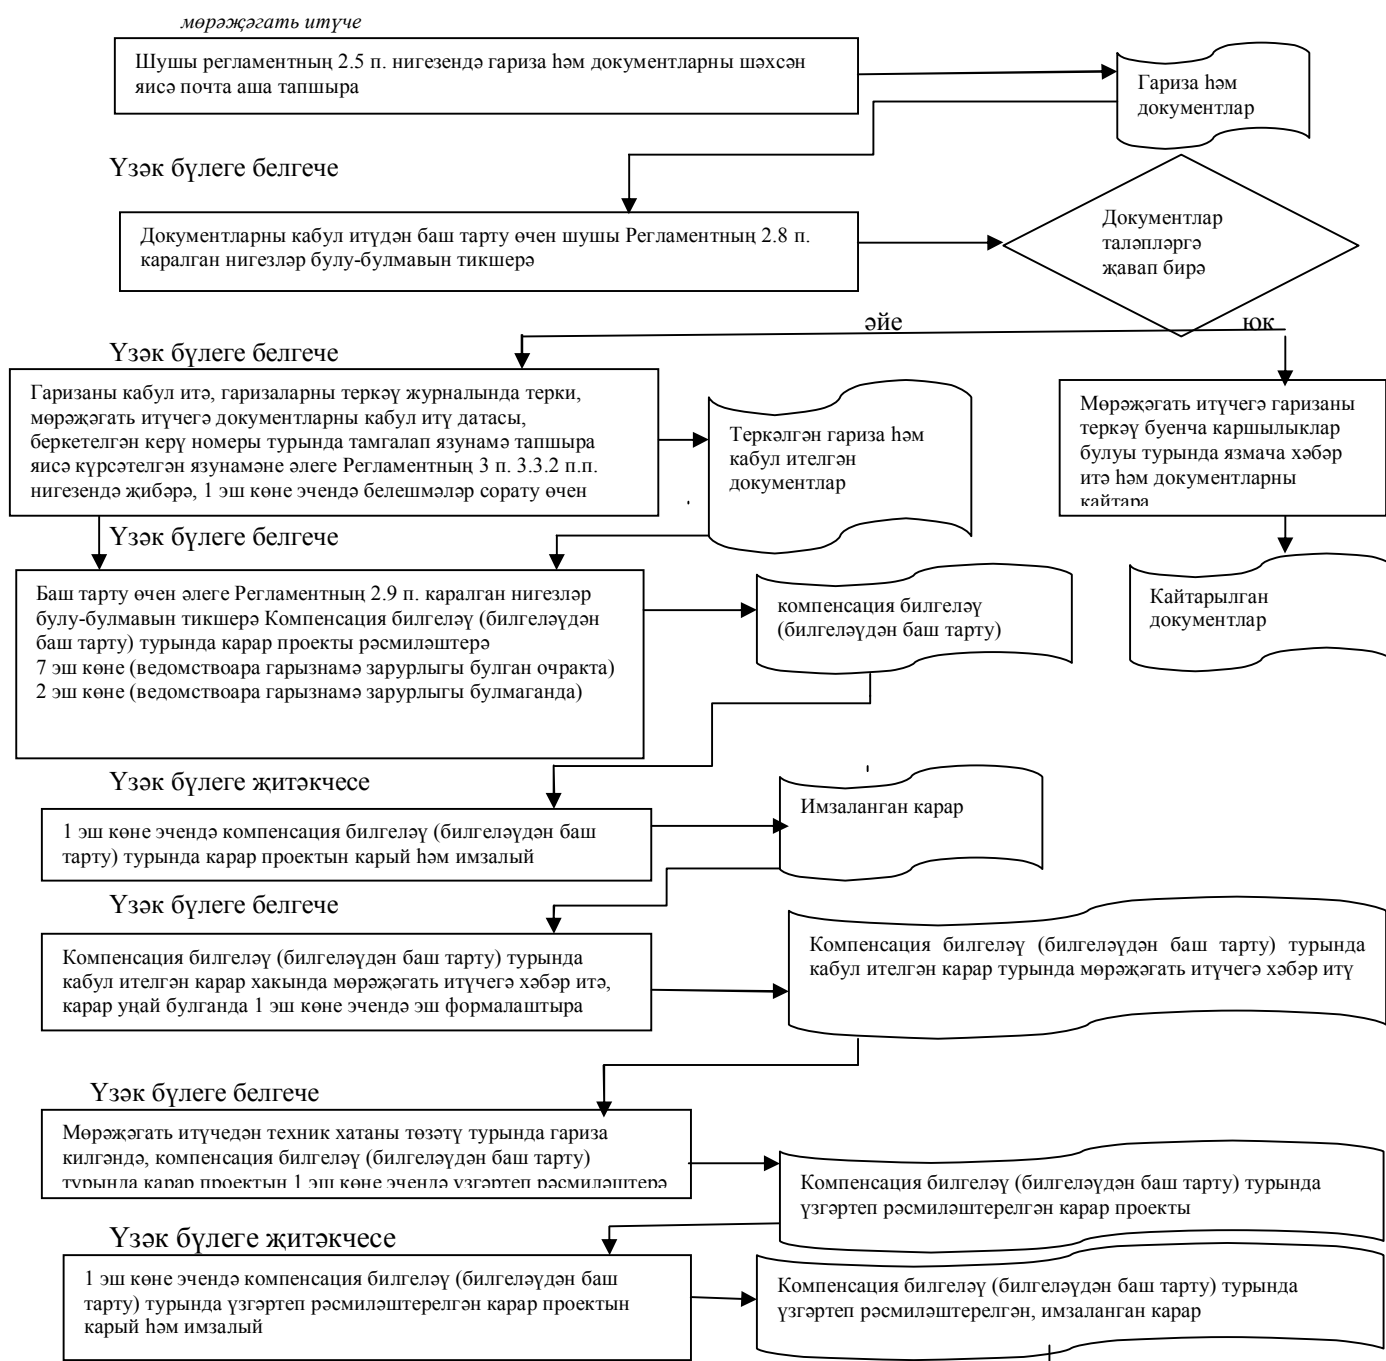 мөрәҗәгать итүче
Шушы регламентның 2.5 п. нигезендә гариза һәм документларны шәхсән
яисә почта аша тапшыра
Гариза һәм
документлар
Үзәк бүлеге белгече
Документларны кабул итүдән баш тарту өчен шушы Регламентның 2.8 п.
каралган нигезләр булу-булмавын тикшерә
Документлар
таләпләргә
җавап бирә
әйе
юк
Үзәк бүлеге белгече
Гаризаны кабул итә, гаризаларны теркәү журналында терки,
мөрәҗәгать итүчегә документларны кабул итү датасы,
беркетелгән керү номеры турында тамгалап язунамә тапшыра
яисә күрсәтелгән язунамәне әлеге Регламентның 3 п. 3.3.2 п.п.
нигезендә җибәрә, 1 эш көне эчендә белешмәләр сорату өчен
Теркәлгән гариза һәм
кабул ителгән
документлар
Мөрәҗәгать итүчегә гаризаны
теркәү буенча каршылыклар
булуы турында язмача хәбәр
итә һәм документларны
кайтара
Үзәк бүлеге белгече
Баш тарту өчен әлеге Регламентның 2.9 п. каралган нигезләр
булу-булмавын тикшерә Компенсация билгеләү (билгеләүдән
баш тарту) турында карар проекты рәсмиләштерә
7 эш көне (ведомствоара гарызнамә зарурлыгы булган очракта)
2 эш көне (ведомствоара гарызнамә зарурлыгы булмаганда)
компенсация билгеләү
(билгеләүдән баш тарту)
Кайтарылган
документлар
Үзәк бүлеге җитәкчесе
1 эш көне эчендә компенсация билгеләү (билгеләүдән баш
тарту) турында карар проектын карый һәм имзалый
Имзаланган карар
Үзәк бүлеге белгече
Компенсация билгеләү (билгеләүдән баш тарту) турында
кабул ителгән карар хакында мөрәҗәгать итүчегә хәбәр итә,
карар уңай булганда 1 эш көне эчендә эш формалаштыра
Компенсация билгеләү (билгеләүдән баш тарту) турында
кабул ителгән карар турында мөрәҗәгать итүчегә хәбәр итү
Үзәк бүлеге белгече
Мөрәҗәгать итүчедән техник хатаны төзәтү турында гариза
килгәндә, компенсация билгеләү (билгеләүдән баш тарту)
турында карар проектын 1 эш көне эчендә үзгәртеп рәсмиләштерә
Компенсация билгеләү (билгеләүдән баш тарту) турында
үзгәртеп рәсмиләштерелгән карар проекты
Үзәк бүлеге җитәкчесе
1 эш көне эчендә компенсация билгеләү (билгеләүдән баш
тарту) турында үзгәртеп рәсмиләштерелгән карар проектын
карый һәм имзалый
Компенсация билгеләү (билгеләүдән баш тарту) турында
үзгәртеп рәсмиләштерелгән, имзаланган карар